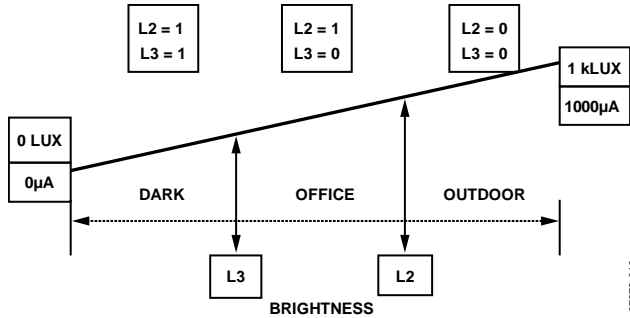 L2 = 1
L3 = 1
L2 = 1
L3 = 0
L2 = 0
L3 = 0
1 kLUX
1000µA
0 LUX
0µA
DARK
OFFICE
OUTDOOR
L3
L2
BRIGHTNESS